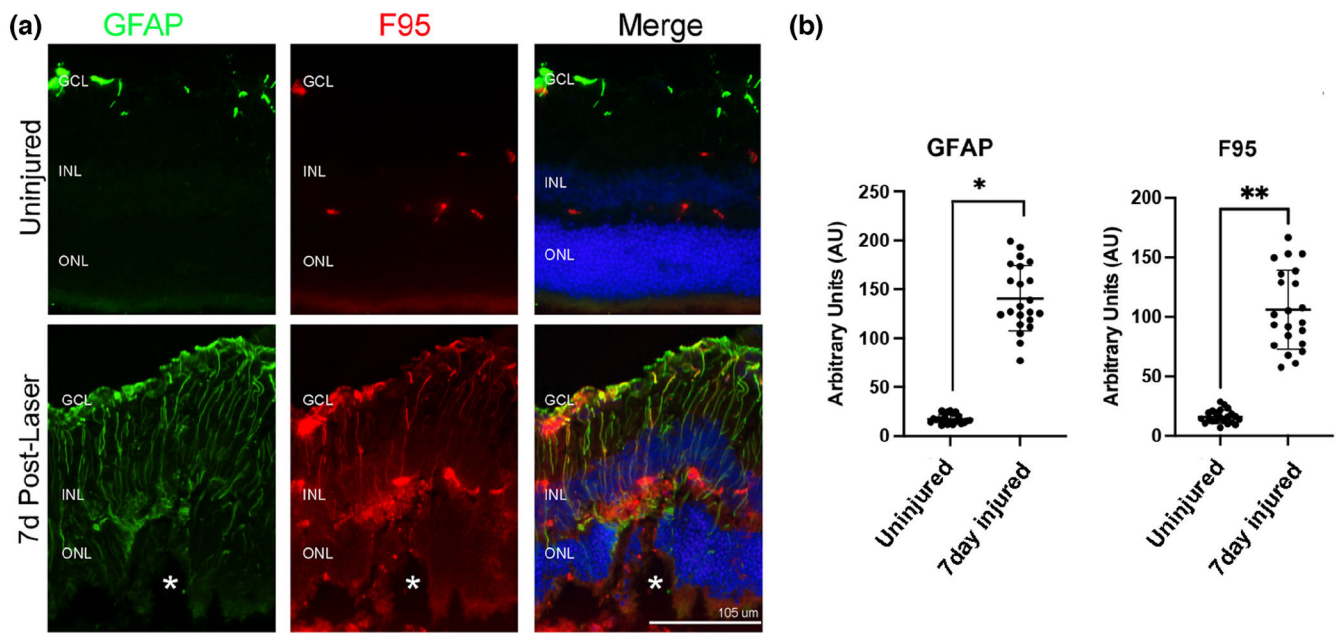 (a)
GFAP
F95
Merge
Uninjured
GCL
INL
ONL
GCL
INL
ONL
GCL
INL
ONL
7d Post-Laser
GCL
INL
ONL
*
GCL
INL
ONL
*
GCL
INL
ONL
*
105 um
(b)
GFAP
*
Arbitrary Units (AU)
250
200
150
100
50
0
Uninjured
7day injured
F95
**
Arbitrary Units (AU)
200
150
100
50
0
Uninjured
7day injured